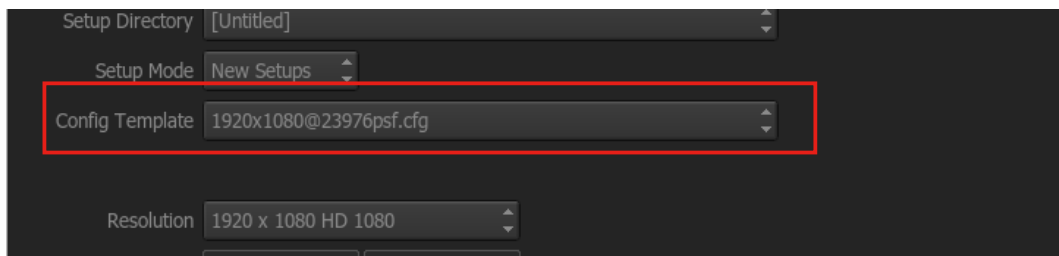 Setup Directory [Untitled]
Setup Mode New Setups
Config Template 1920x1080@23976psf.cfg
Resolution 1920 x 1080 HD 1080